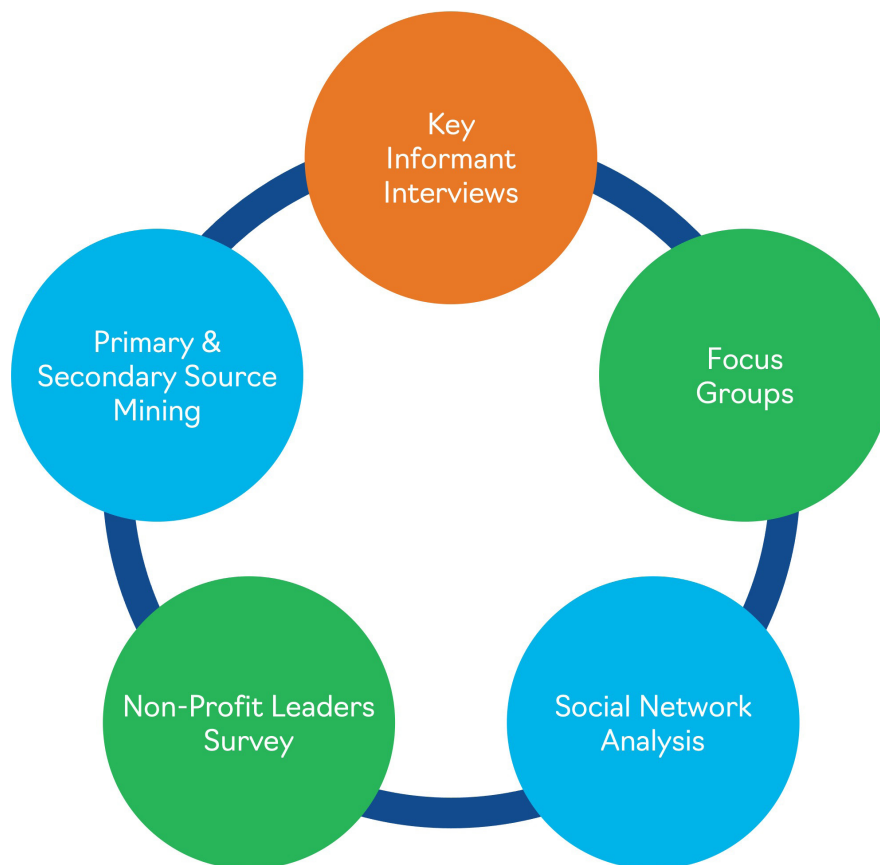 Key
Informant
Interviews
Primary &
Secondary Source
Mining
Focus
Groups
Non-Profit Leaders
Survey
Social Network
Analysis